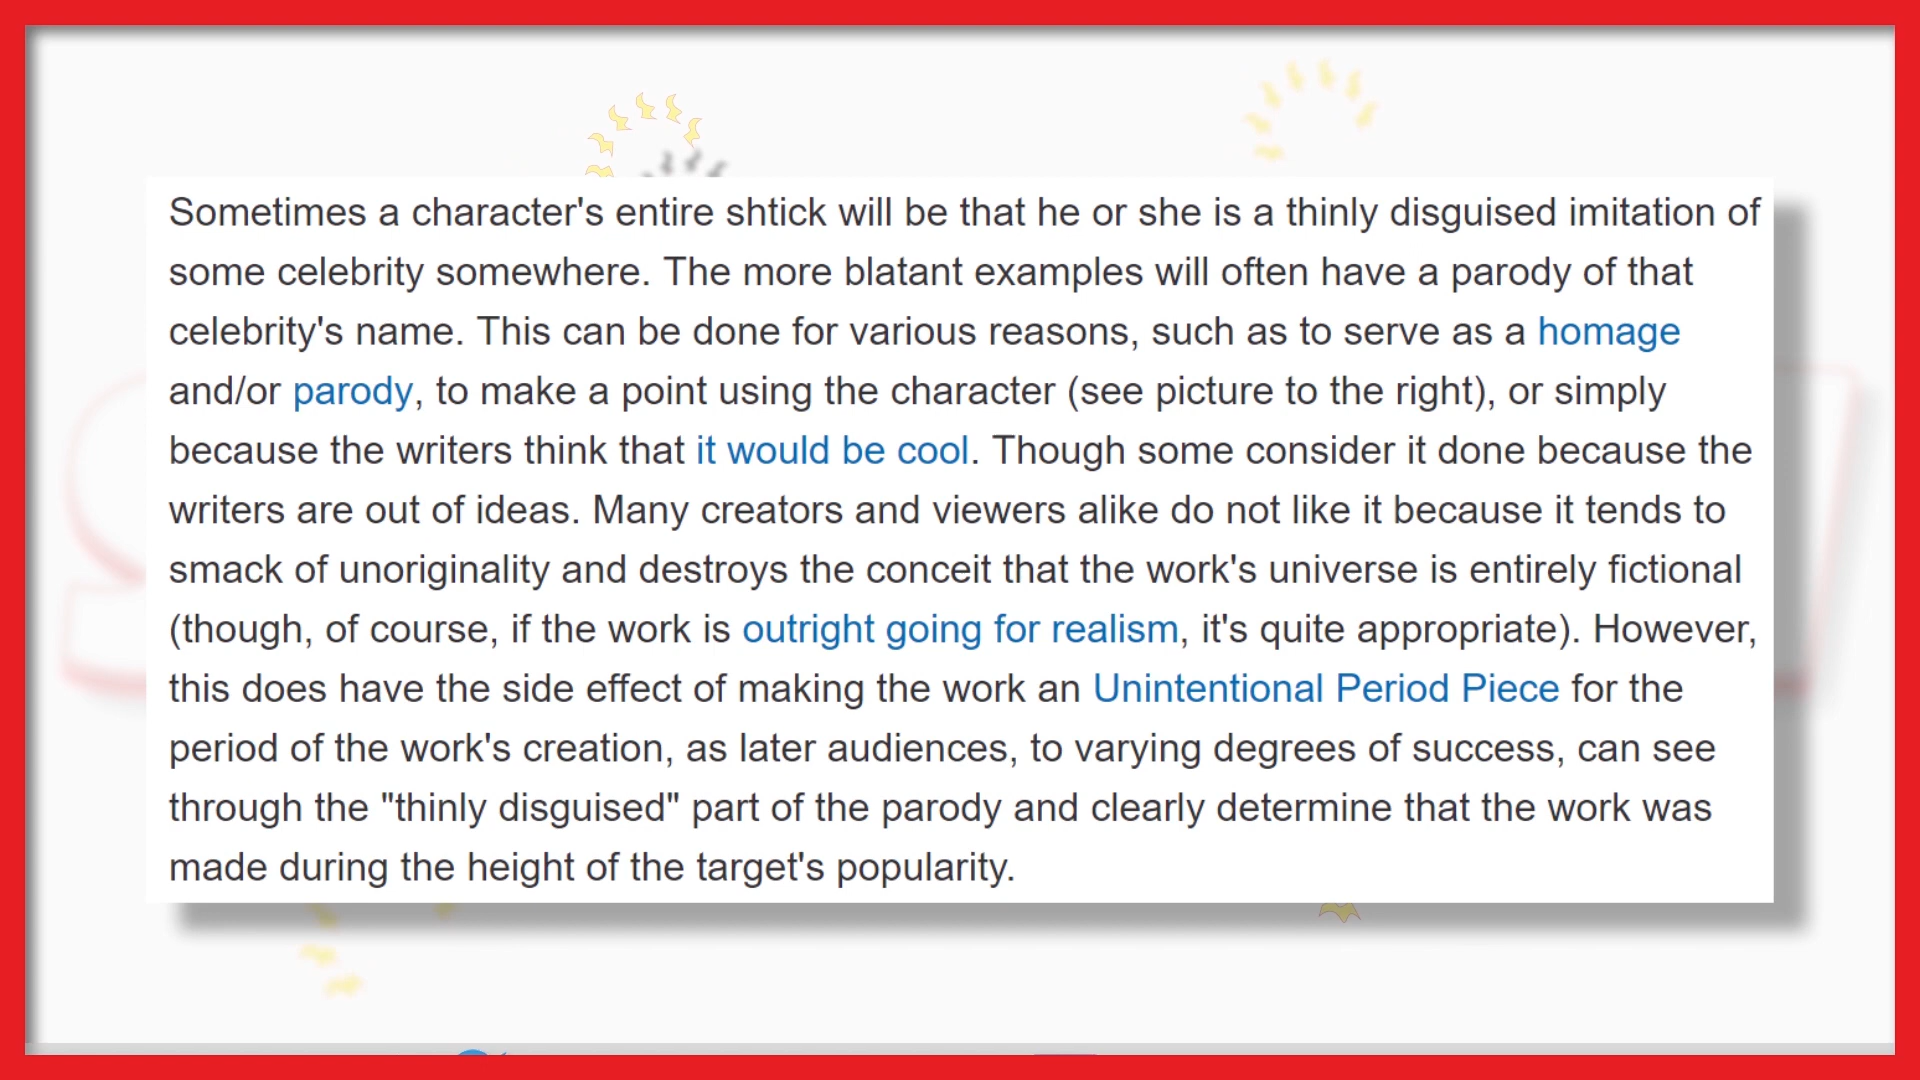 Sometimes a character's entire shtick will be that he or she is a thinly disguised imitation of
some celebrity somewhere. The more blatant examples will often have a parody of that
celebrity's name. This can be done for various reasons, such as to serve as a homage
and/or parody, to make a point using the character (see picture to the right), or simply
because the writers think that it would be cool. Though some consider it done because the
writers are out of ideas. Many creators and viewers alike do not like it because it tends to
smack of unoriginality and destroys the conceit that the work's universe is entirely fictional
(though, of course, if the work is outright going for realism, it's quite appropriate). However,
this does have the side effect of making the work an Unintentional Period Piece for the
period of the work's creation, as later audiences, to varying degrees of success, can see
through the "thinly disguised" part of the parody and clearly determine that the work was
made during the height of the target's popularity.